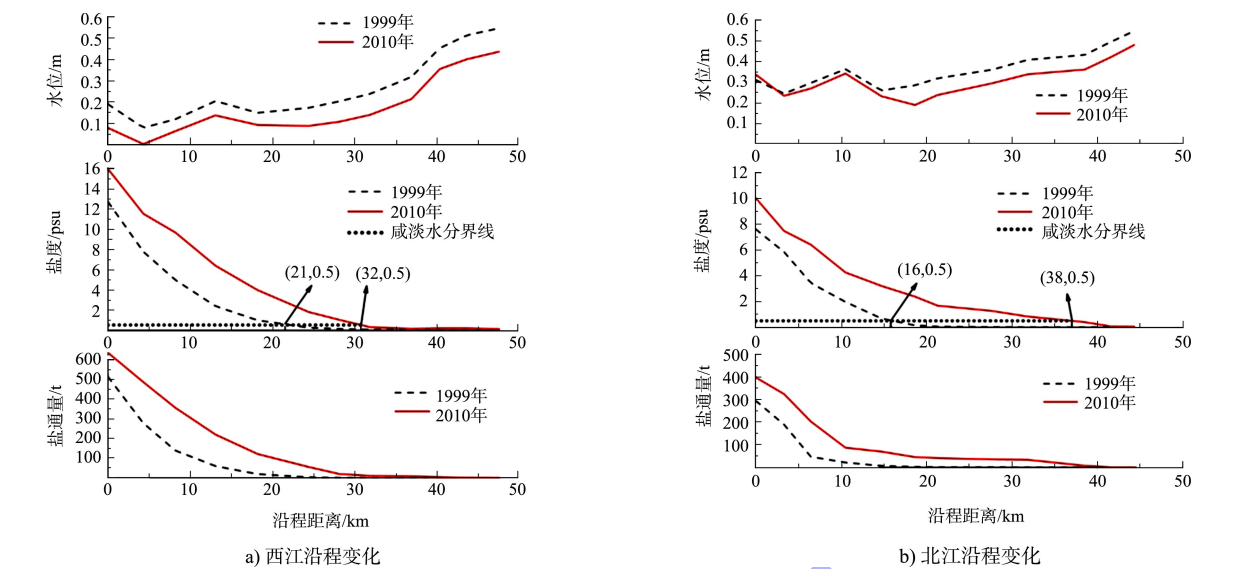 0.6
0.5
0.4
0.3
0.2
0.1
水位/m
1999年
2010年
0 10 20 30 40 50
16
14
12
10
8
6
4
2
盐度/psu
1999年
2010年
咸淡水分界线
(21,0.5) (32,0.5)
0 10 20 30 40 50
600
500
400
300
200
100
盐通量/t
1999年
2010年
0 10 20 30 40 50
沿程距离/km
a) 西江沿程变化
0.6
0.5
0.4
0.3
0.2
0.1
水位/m
1999年
2010年
0 10 20 30 40 50
12
10
8
6
4
2
盐度/psu
1999年
2010年
咸淡水分界线
(16,0.5)
(38,0.5)
0 10 20 30 40 50
500
400
300
200
100
盐通量/t
1999年
2010年
0 10 20 30 40 50
沿程距离/km
b) 北江沿程变化